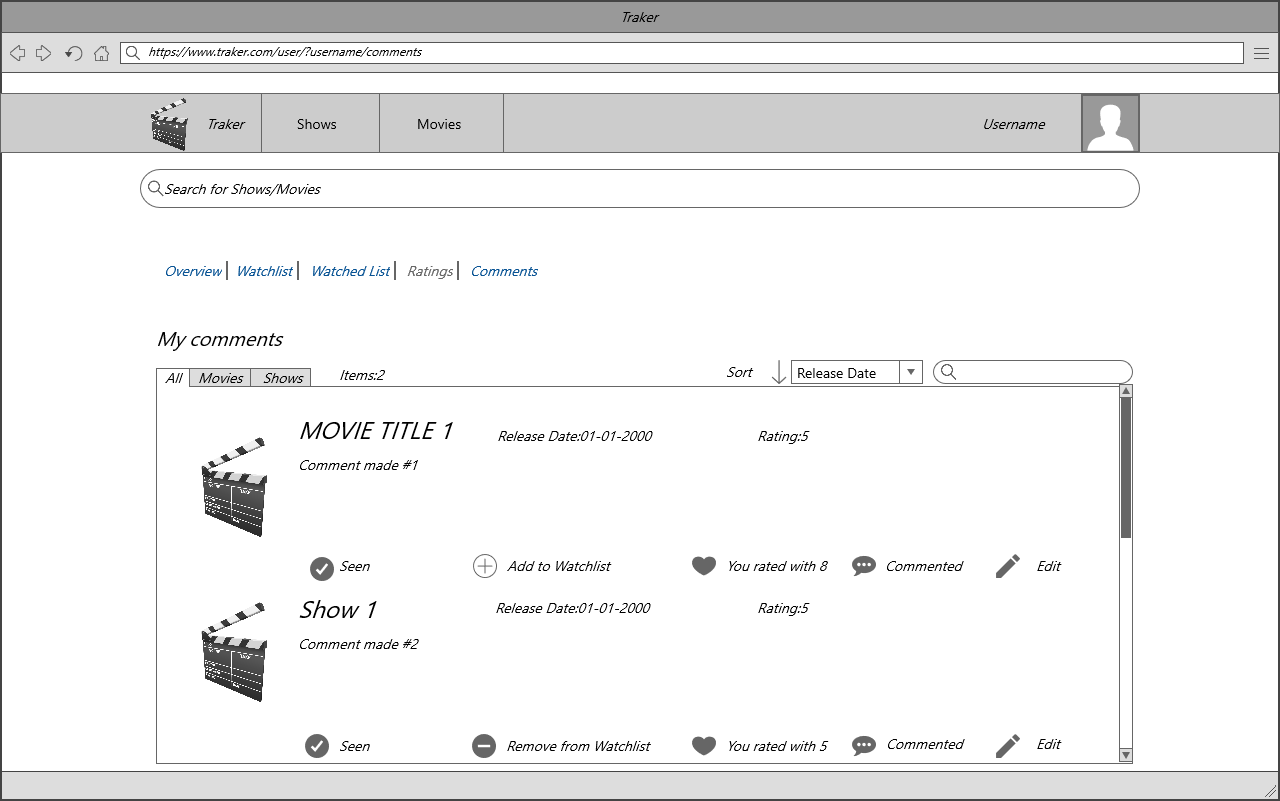 Traker
https://www.traker.com/user/?username/comments
Traker Shows Movies Username
Search for Shows/Movies
Overview Watchlist Watched List Ratings Comments
My comments
All Movies Shows Items:2 Sort Release Date
MOVIE TITLE 1 Release Date:01-01-2000 Rating:5
Comment made #1
Seen Add to Watchlist You rated with 8 Commented Edit
Show 1 Release Date:01-01-2000 Rating:5
Comment made #2
Seen Remove from Watchlist You rated with 5 Commented Edit